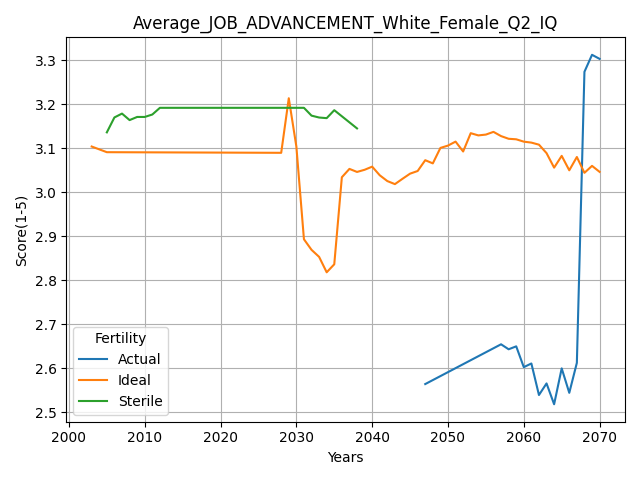 Average_JOB_ADVANCEMENT_White_Female_Q2_IQ
Score(1-5)
3.3
3.2
3.1
3.0
2.9
2.8
2.7
2.6
2.5
Fertility
Actual
Ideal
Sterile
2000 2010 2020 2030 2040 2050 2060 2070
Years